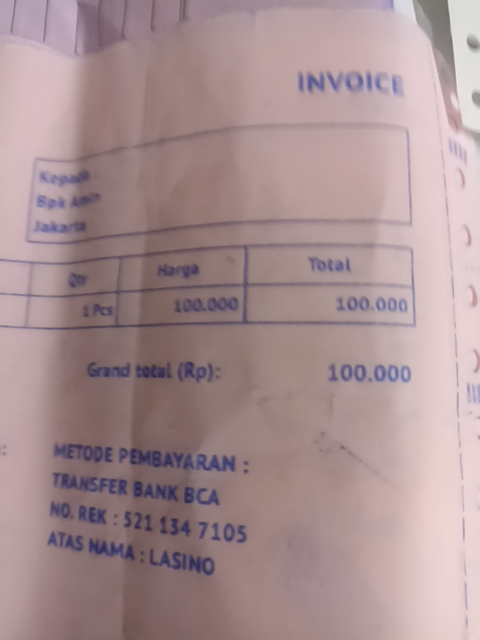 INVOICE
Kepada :
Bpk Amin
Jakarta
Qty Harga Total
1 Pcs 100.000 100.000
Grand total (Rp): 100.000
METODE PEMBAYARAN :
TRANSFER BANK BCA
NO. REK : 521 134 7105
ATAS NAMA : LASINO